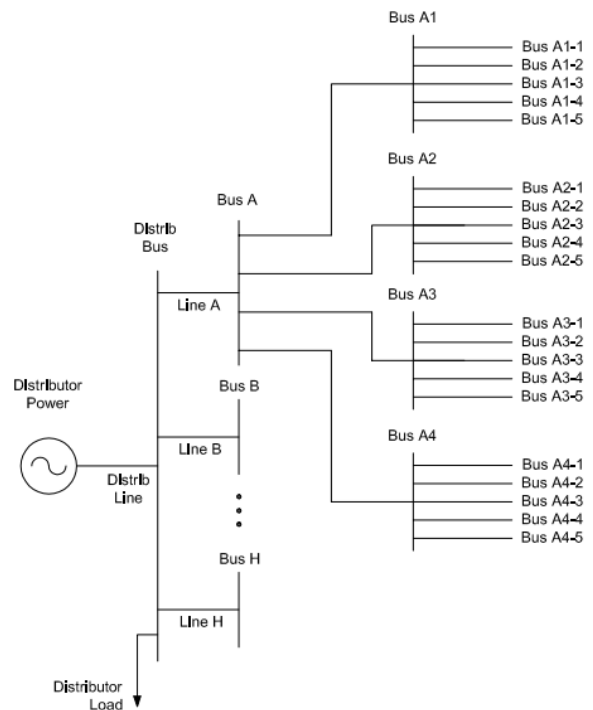 Bus A1
Bus A1-1
Bus A1-2
Bus A1-3
Bus A1-4
Bus A1-5
Bus A2
Bus A2-1
Bus A2-2
Bus A2-3
Bus A2-4
Bus A2-5
Bus A
Distrib
Bus
Line A
Bus A3
Bus A3-1
Bus A3-2
Bus A3-3
Bus A3-4
Bus A3-5
Distributor
Power
Bus B
Line B
Distrib
Line
Bus A4
Bus A4-1
Bus A4-2
Bus A4-3
Bus A4-4
Bus A4-5
Bus H
Line H
Distributor
Load